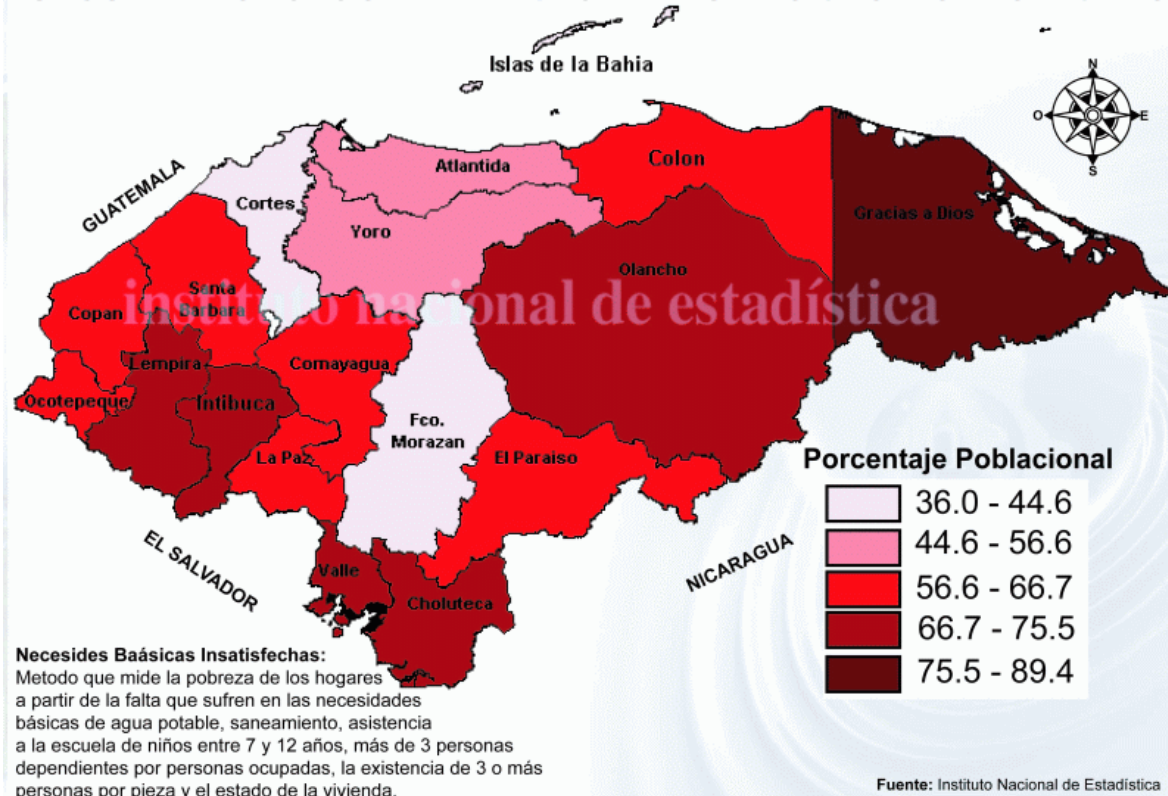 Islas de la Bahia
N
O
E
S
GUATEMALA
Atlantida
Colon
Cortes
Gracias a Dios
Yoro
Olancho
Santa
Barbara
instituto nacional de estadística
Copan
Lempira
Comayagua
Ocotepeque
Intibuca
Fco.
Morazan
La Paz
El Paraiso
EL SALVADOR
NICARAGUA
Valle
Choluteca
Porcentaje Poblacional
36.0 - 44.6
44.6 - 56.6
56.6 - 66.7
66.7 - 75.5
75.5 - 89.4
Necesides Baásicas Insatisfechas:
Metodo que mide la pobreza de los hogares
a partir de la falta que sufren en las necesidades
básicas de agua potable, saneamiento, asistencia
a la escuela de niños entre 7 y 12 años, más de 3 personas
dependientes por personas ocupadas, la existencia de 3 o más
personas por pieza y el estado de la vivienda.
Fuente: Instituto Nacional de Estadística